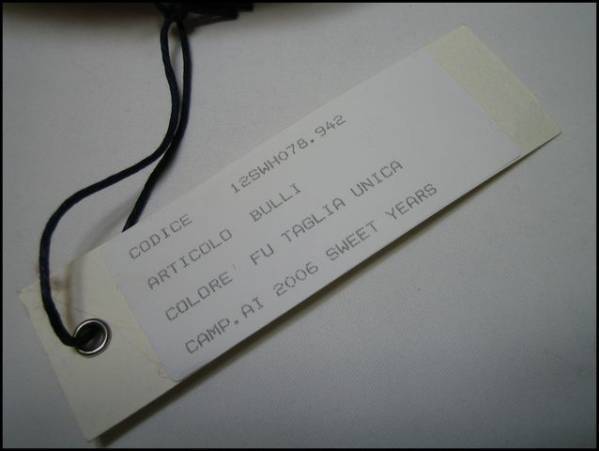 CODICE 12SWH078.942
ARTICOLO BULLI
COLORE' FU TAGLIA UNICA
CAMP.AI 2006 SWEET YEARS